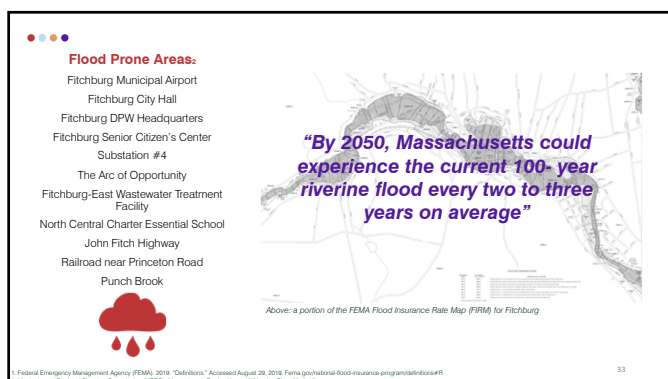 Flood Prone Areas2
Fitchburg Municipal Airport
Fitchburg City Hall
Fitchburg DPW Headquarters
Fitchburg Senior Citizen's Center
Substation #4
The Arc of Opportunity
Fitchburg-East Wastewater Treatment
Facility
North Central Charter Essential School
John Fitch Highway
Railroad near Princeton Road
Punch Brook
“By 2050, Massachusetts could
experience the current 100- year
riverine flood every two to three
years on average”
Above: a portion of the FEMA Flood Insurance Rate Map (FIRM) for Fitchburg
1. Federal Emergency Management Agency (FEMA). 2019. “Definitions.” Accessed August 29, 2019. Fema.gov/national-flood-insurance-program/definitions#R
33